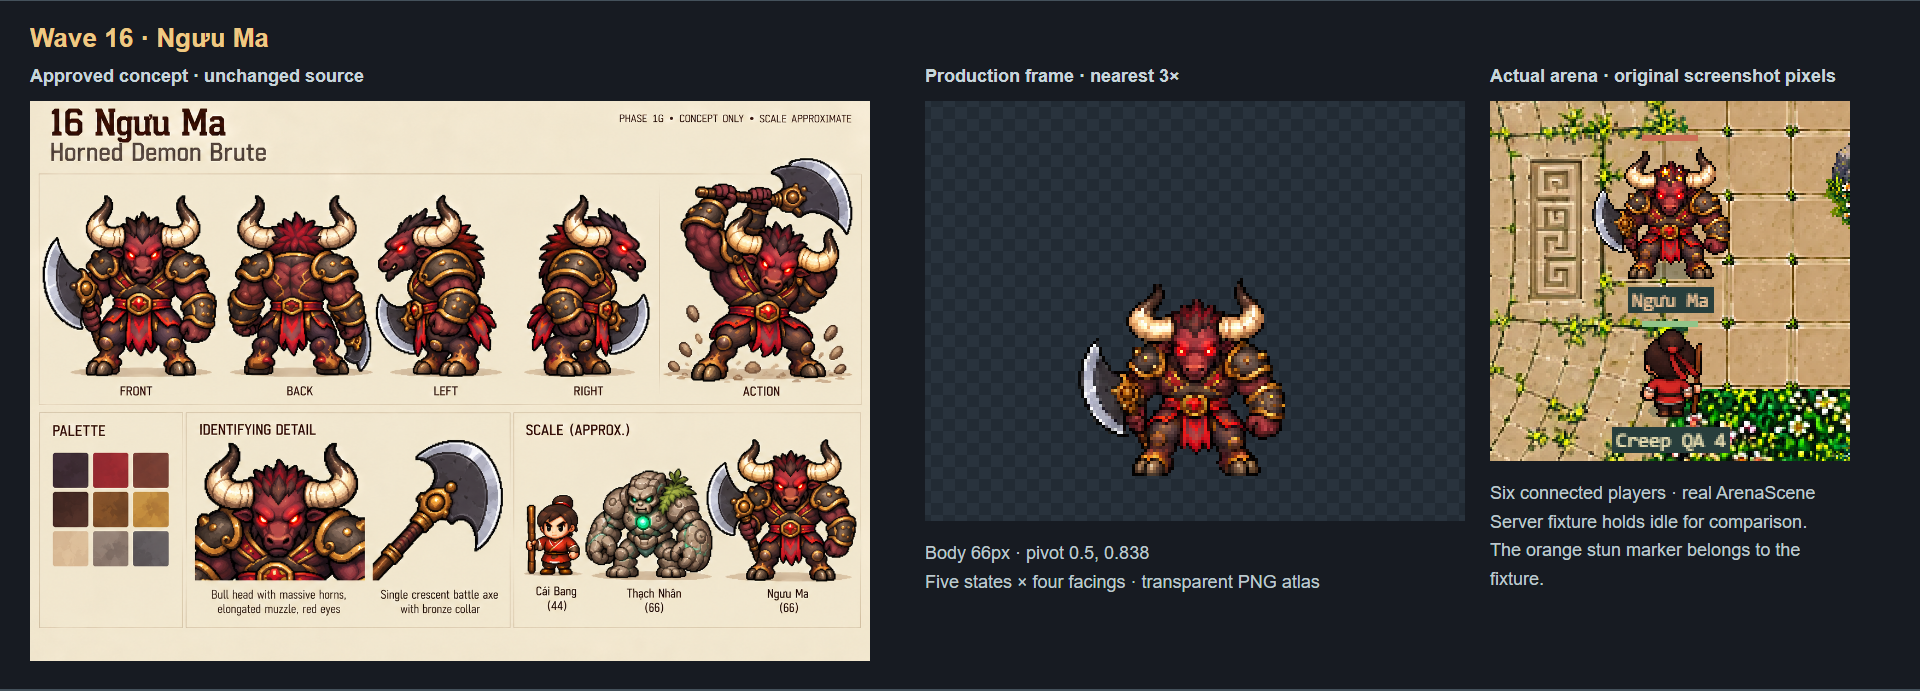 Wave 16 · Ngưu Ma
Approved concept · unchanged source
16 Ngưu Ma
Horned Demon Brute
PHASE 1G • CONCEPT ONLY • SCALE APPROXIMATE
FRONT
BACK
LEFT
RIGHT
ACTION
PALETTE
IDENTIFYING DETAIL
Bull head with massive horns,
elongated muzzle, red eyes
Single crescent battle axe
with bronze collar
SCALE (APPROX.)
Cái Bang
(44)
Thạch Nhân
(66)
Ngưu Ma
(66)
Production frame · nearest 3×
Body 66px · pivot 0.5, 0.838
Five states × four facings · transparent PNG atlas
Actual arena · original screenshot pixels
Ngưu Ma
Creep QA 4
Six connected players · real ArenaScene
Server fixture holds idle for comparison.
The orange stun marker belongs to the
fixture.